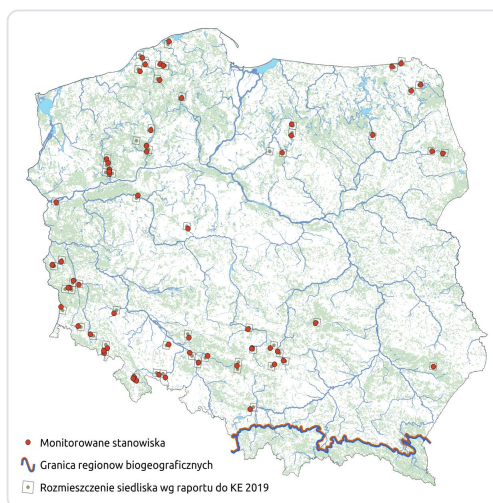 Monitorowane stanowiska
Granica regionow biogeograficznych
Rozmieszczenie siedliska wg raportu do KE 2019